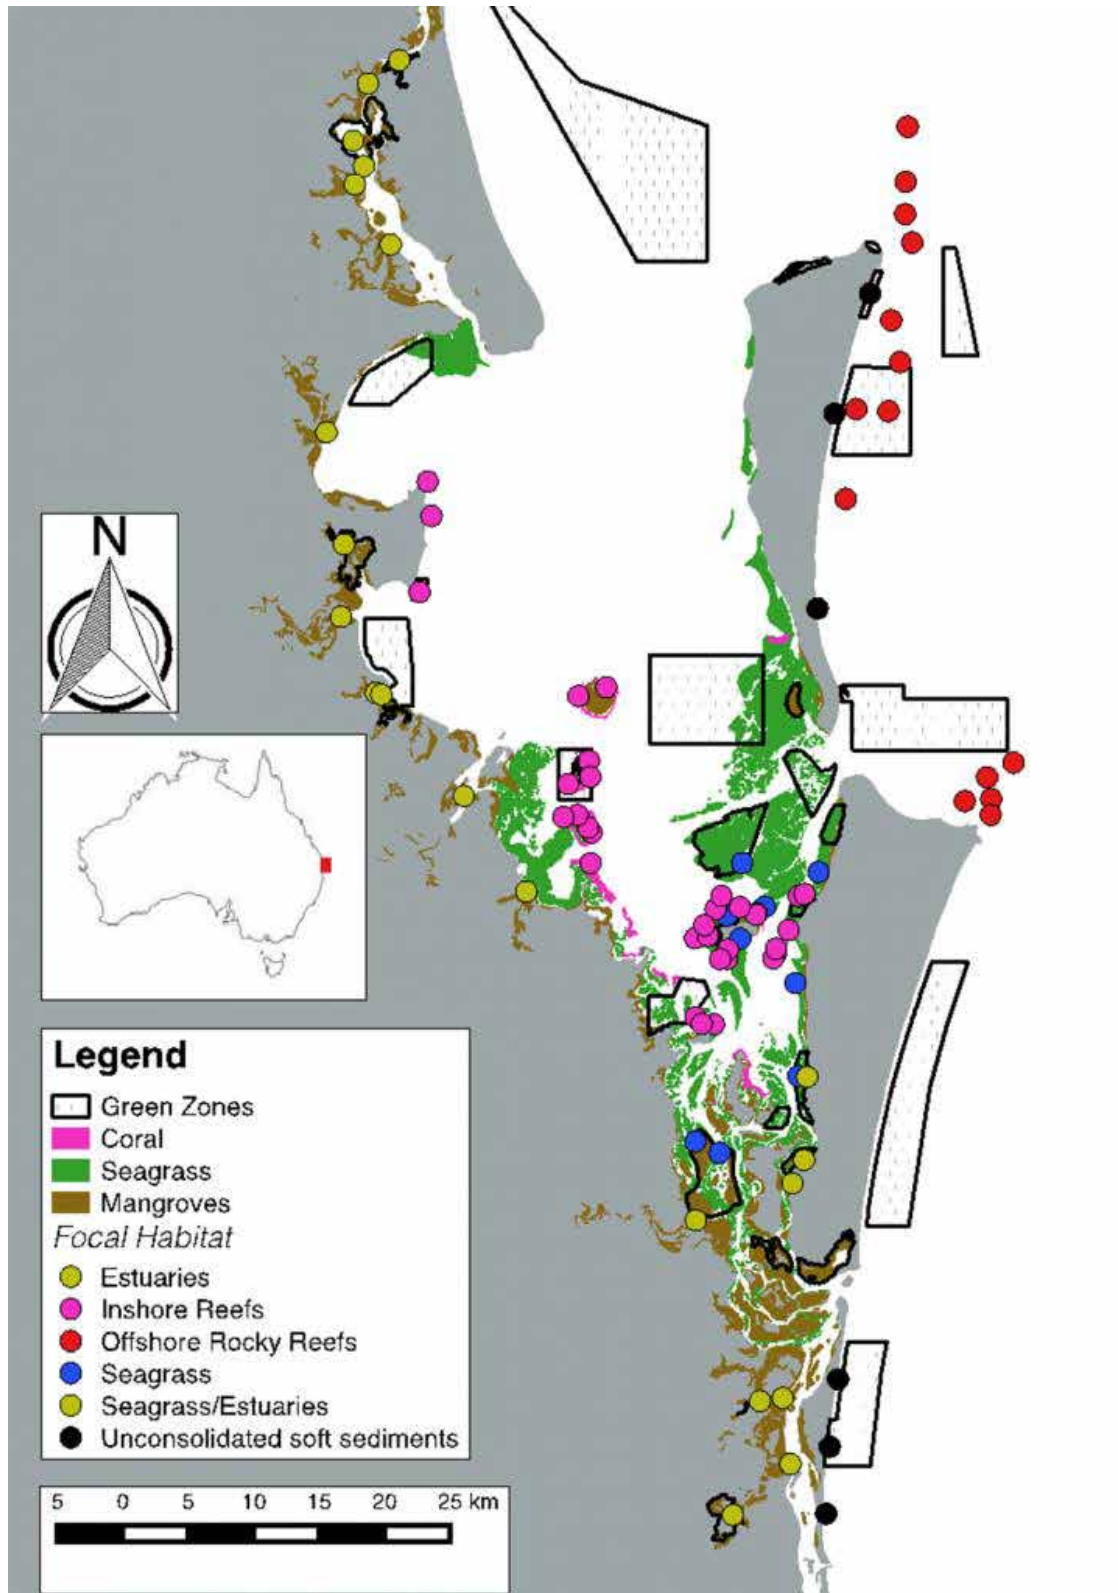 N
Legend
Green Zones
Coral
Seagrass
Mangroves
Focal Habitat
Estuaries
Inshore Reefs
Offshore Rocky Reefs
Seagrass
Seagrass/Estuaries
Unconsolidated soft sediments
5 0 5 10 15 20 25 km